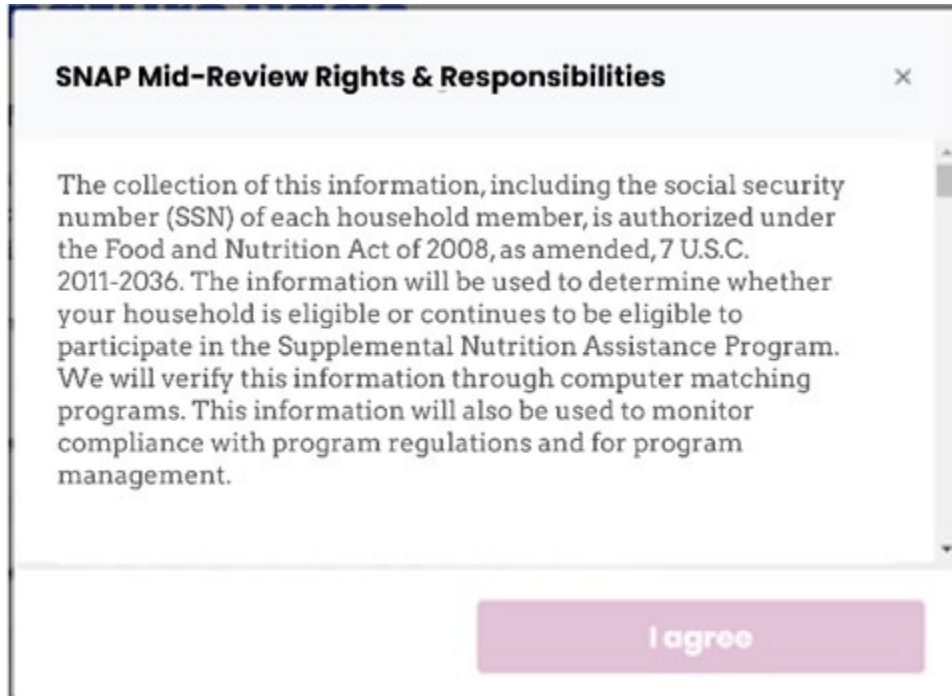 SNAP Mid-Review Rights & Responsibilities ×
The collection of this information, including the social security
number (SSN) of each household member, is authorized under
the Food and Nutrition Act of 2008, as amended, 7 U.S.C.
2011-2036. The information will be used to determine whether
your household is eligible or continues to be eligible to
participate in the Supplemental Nutrition Assistance Program.
We will verify this information through computer matching
programs. This information will also be used to monitor
compliance with program regulations and for program
management.
I agree